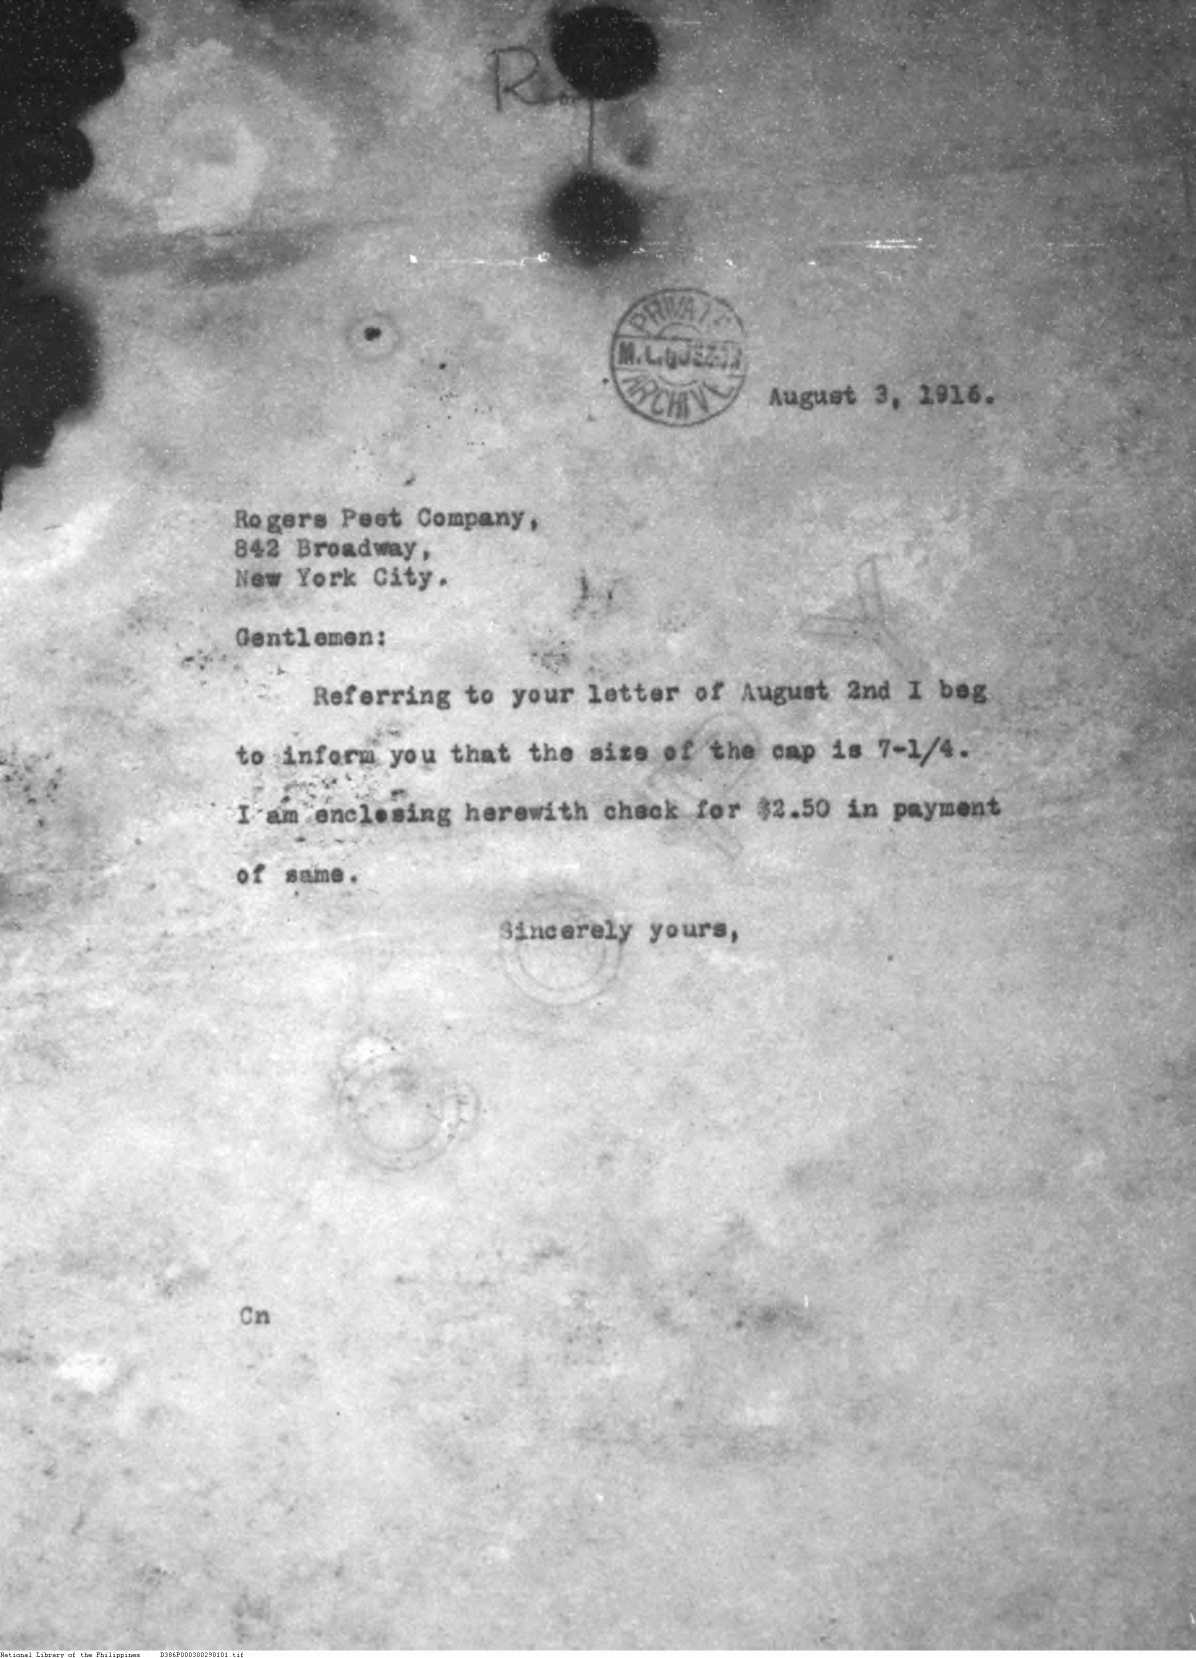 PRIVATE
M.L.QUEZON
ARCHIVE
August 3, 1916.
Rogers Peet Company,
842 Broadway,
New York City.
Gentlemen:
Referring to your letter of August 2nd I beg
to inform you that the size of the cap is 7-1/4.
I am enclosing herewith check for $2.50 in payment
of same.
Sincerely yours,
Cn
National Library of the Philippines D386P000300298101.tif